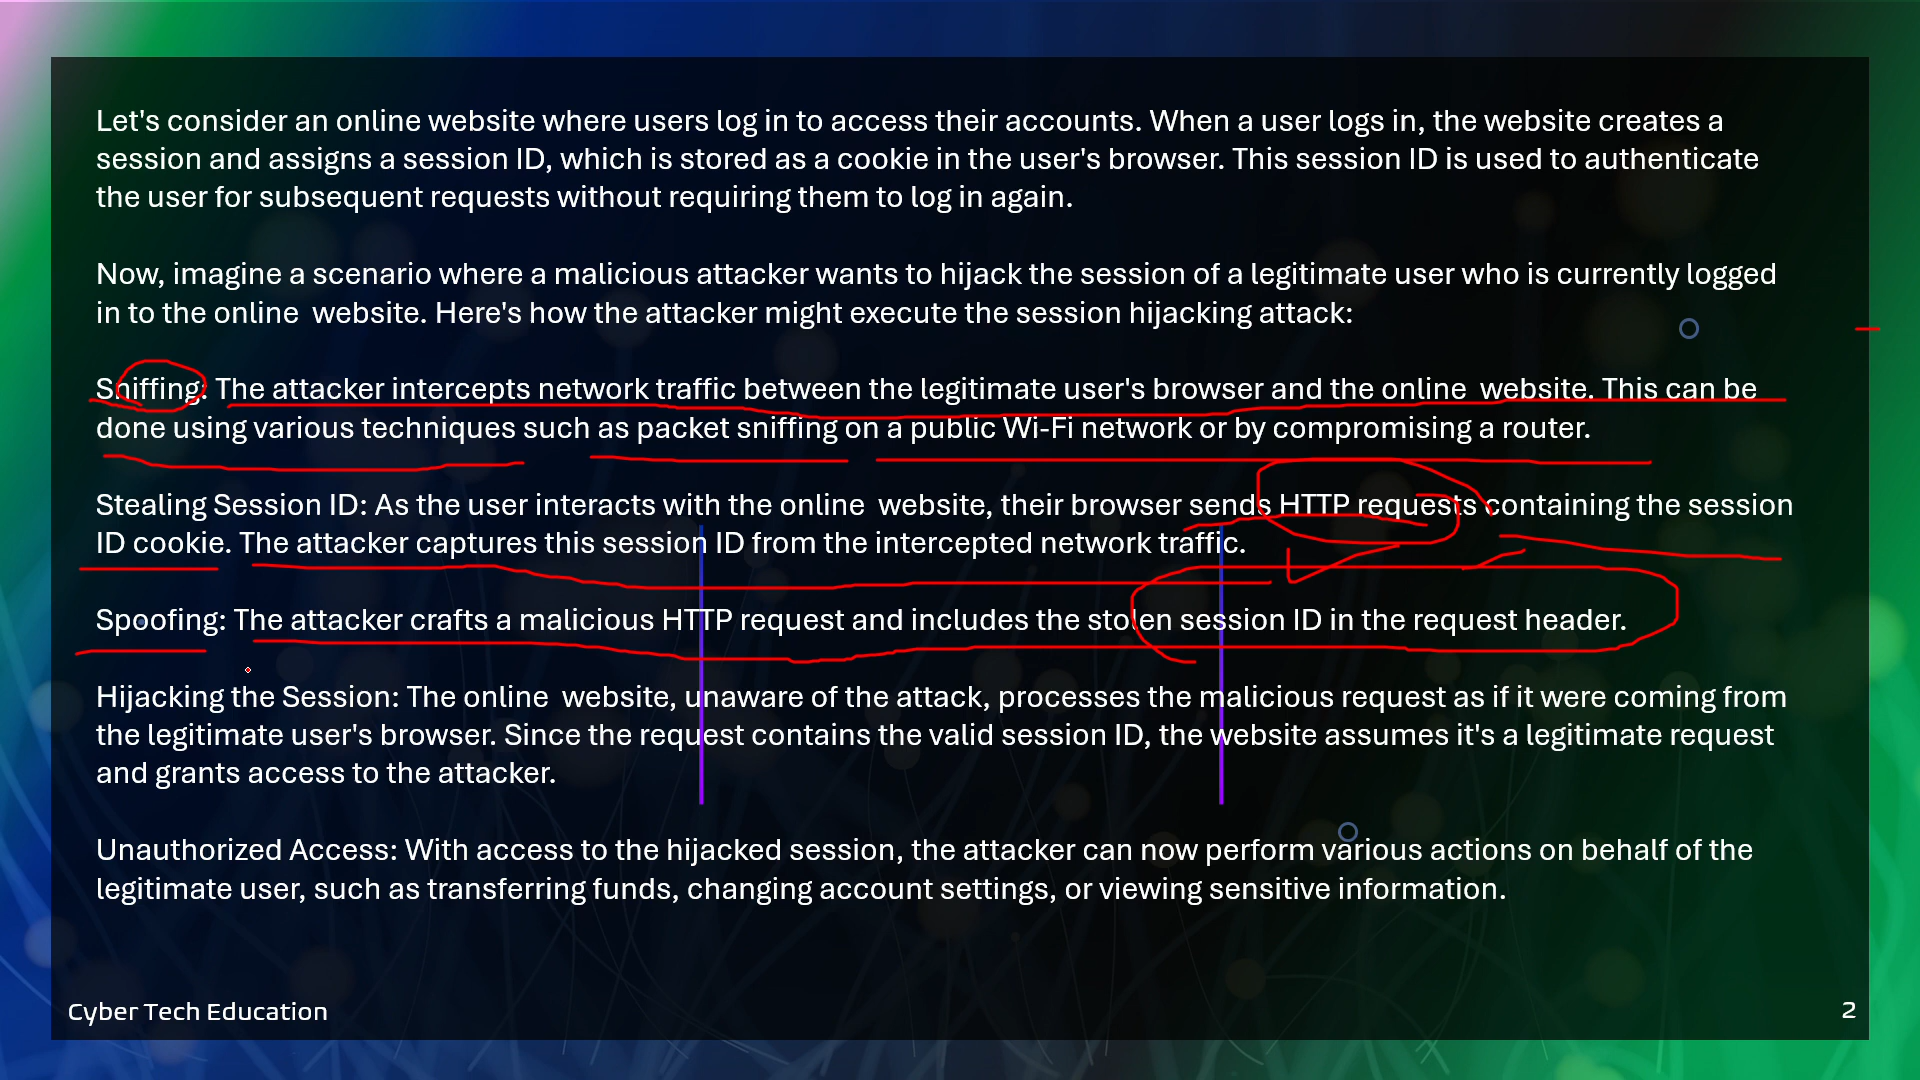 Let's consider an online website where users log in to access their accounts. When a user logs in, the website creates a
session and assigns a session ID, which is stored as a cookie in the user's browser. This session ID is used to authenticate
the user for subsequent requests without requiring them to log in again.
Now, imagine a scenario where a malicious attacker wants to hijack the session of a legitimate user who is currently logged
in to the online  website. Here's how the attacker might execute the session hijacking attack:
Sniffing: The attacker intercepts network traffic between the legitimate user's browser and the online  website. This can be
done using various techniques such as packet sniffing on a public Wi-Fi network or by compromising a router.
Stealing Session ID: As the user interacts with the online  website, their browser sends HTTP requests containing the session
ID cookie. The attacker captures this session ID from the intercepted network traffic.
Spoofing: The attacker crafts a malicious HTTP request and includes the stolen session ID in the request header.
Hijacking the Session: The online  website, unaware of the attack, processes the malicious request as if it were coming from
the legitimate user's browser. Since the request contains the valid session ID, the website assumes it's a legitimate request
and grants access to the attacker.
Unauthorized Access: With access to the hijacked session, the attacker can now perform various actions on behalf of the
legitimate user, such as transferring funds, changing account settings, or viewing sensitive information.
Cyber Tech Education
2